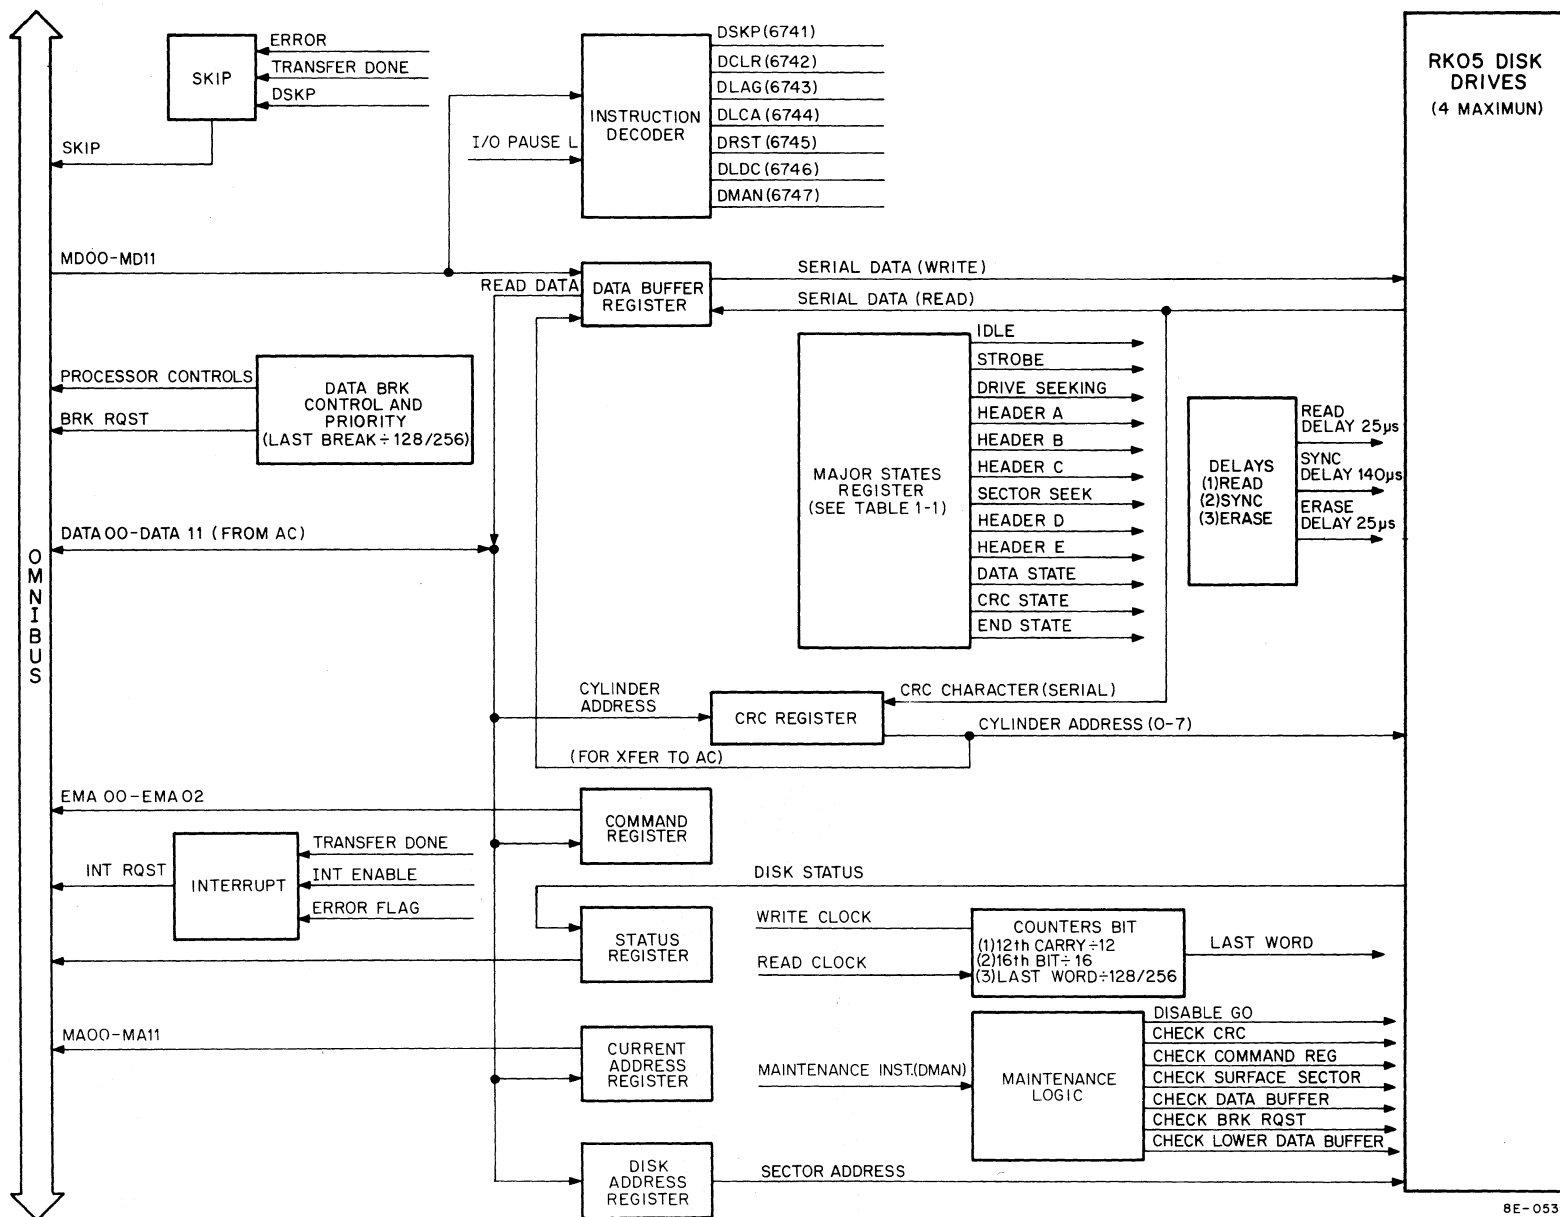 ERROR
TRANSFER DONE
DSKP
SKIP
SKIP
I/O PAUSE L
INSTRUCTION
DECODER
DSKP(6741)
DCLR(6742)
DLAG(6743)
DLCA(6744)
DRST(6745)
DLDC(6746)
DMAN(6747)
RK05 DISK
DRIVES
(4 MAXIMUN)
MD00-MD11
READ DATA
DATA BUFFER
REGISTER
SERIAL DATA (WRITE)
SERIAL DATA (READ)
PROCESSOR CONTROLS
BRK RQST
DATA BRK
CONTROL AND
PRIORITY
(LAST BREAK÷128/256)
MAJOR STATES
REGISTER
(SEE TABLE 1-1)
IDLE
STROBE
DRIVE SEEKING
HEADER A
HEADER B
HEADER C
SECTOR SEEK
HEADER D
HEADER E
DATA STATE
CRC STATE
END STATE
DELAYS
(1)READ
(2)SYNC
(3)ERASE
READ
DELAY 25µs
SYNC
DELAY 140µs
ERASE
DELAY 25µs
DATA 00-DATA 11 (FROM AC)
OMNIBUS
CYLINDER
ADDRESS
CRC REGISTER
CRC CHARACTER(SERIAL)
CYLINDER ADDRESS (0-7)
(FOR XFER TO AC)
EMA 00-EMA 02
COMMAND
REGISTER
TRANSFER DONE
INT ENABLE
ERROR FLAG
INTERRUPT
INT RQST
DISK STATUS
STATUS
REGISTER
WRITE CLOCK
READ CLOCK
COUNTERS BIT
(1)12th CARRY÷12
(2)16th BIT÷16
(3)LAST WORD÷128/256
LAST WORD
MA00-MA11
CURRENT
ADDRESS
REGISTER
MAINTENANCE INST.(DMAN)
MAINTENANCE
LOGIC
DISABLE GO
CHECK CRC
CHECK COMMAND REG
CHECK SURFACE SECTOR
CHECK DATA BUFFER
CHECK BRK RQST
CHECK LOWER DATA BUFFER
DISK
ADDRESS
REGISTER
SECTOR ADDRESS
8E-053